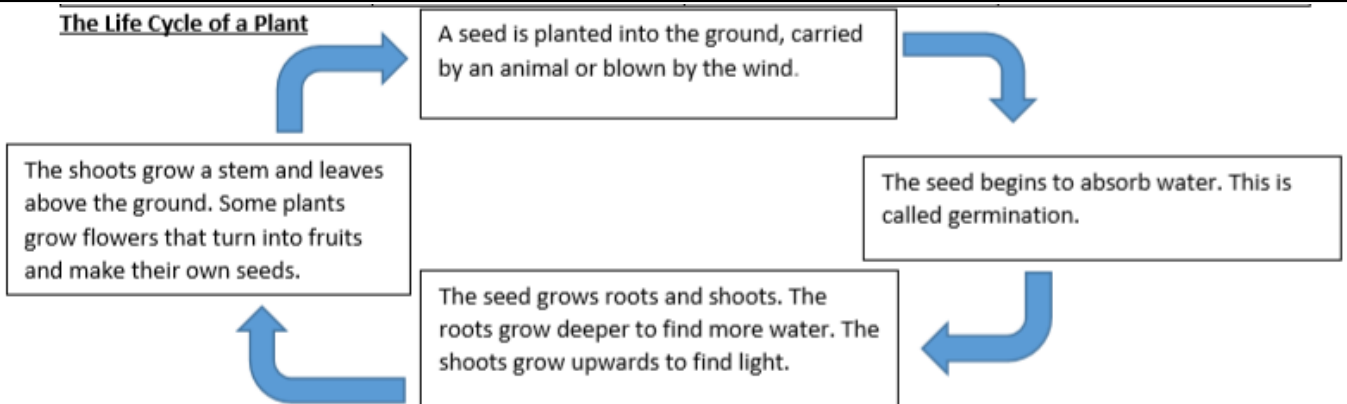 The Life Cycle of a Plant
A seed is planted into the ground, carried
by an animal or blown by the wind.
The seed begins to absorb water. This is
called germination.
The seed grows roots and shoots. The
roots grow deeper to find more water. The
shoots grow upwards to find light.
The shoots grow a stem and leaves
above the ground. Some plants
grow flowers that turn into fruits
and make their own seeds.